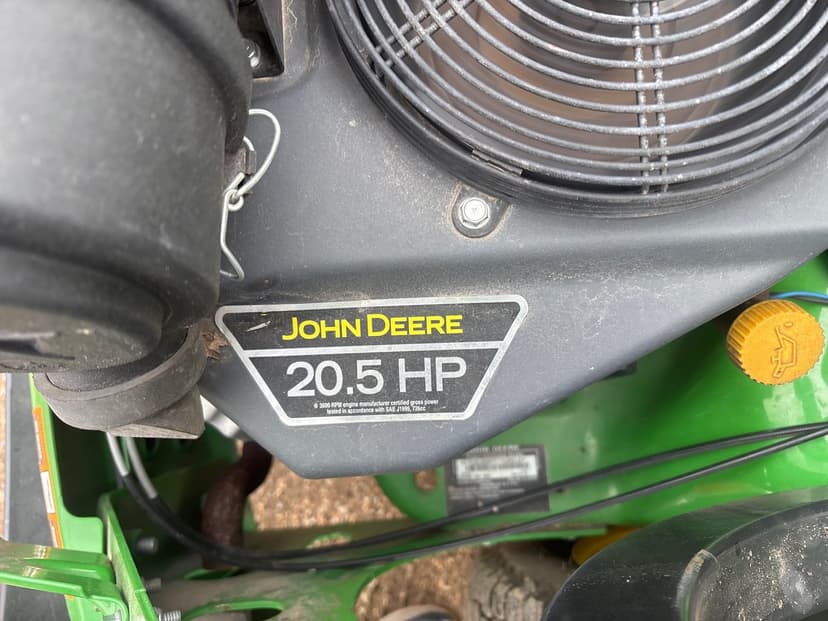 JOHN DEERE
20.5 HP
@ 3600 RPM engine manufacturer certified gross power
tested in accordance with SAE J1995, 726cc